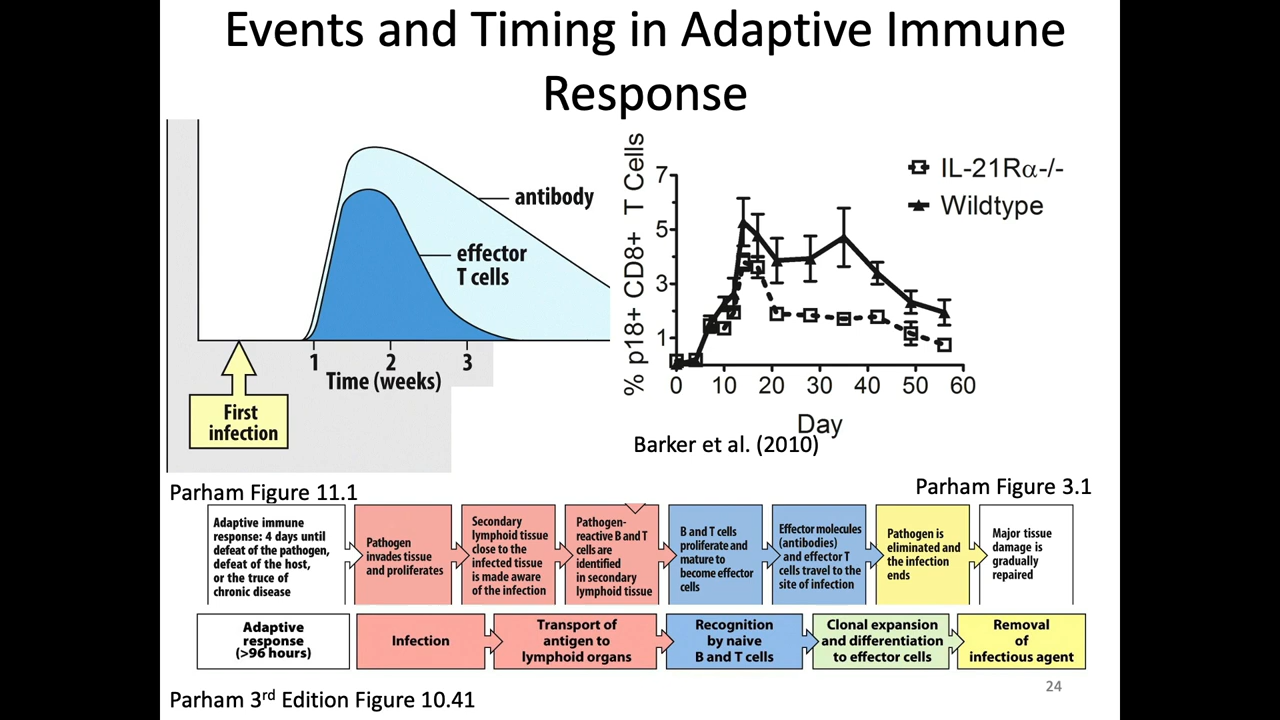 Events and Timing in Adaptive Immune
Response
antibody
effector
T cells
1
2
3
Time (weeks)
First
infection
% p18+ CD8+ T Cells
7
5
3
1
0
10
20
30
40
50
60
Day
IL-21Rα-/-
Wildtype
Barker et al. (2010)
Parham Figure 11.1
Parham Figure 3.1
Adaptive immune
response: 4 days until
defeat of the pathogen,
defeat of the host,
or the truce of
chronic disease
Pathogen
invades tissue
and proliferates
Secondary
lymphoid tissue
close to the
infected tissue
is made aware
of the infection
Pathogen-
reactive B and T
cells are
identified
in secondary
lymphoid tissue
B and T cells
proliferate and
mature to
become effector
cells
Effector molecules
(antibodies)
and effector T
cells travel to the
site of infection
Pathogen is
eliminated and
the infection
ends
Major tissue
damage is
gradually
repaired
Adaptive
response
(>96 hours)
Infection
Transport of
antigen to
lymphoid organs
Recognition
by naive
B and T cells
Clonal expansion
and differentiation
to effector cells
Removal
of
infectious agent
24
Parham 3rd Edition Figure 10.41